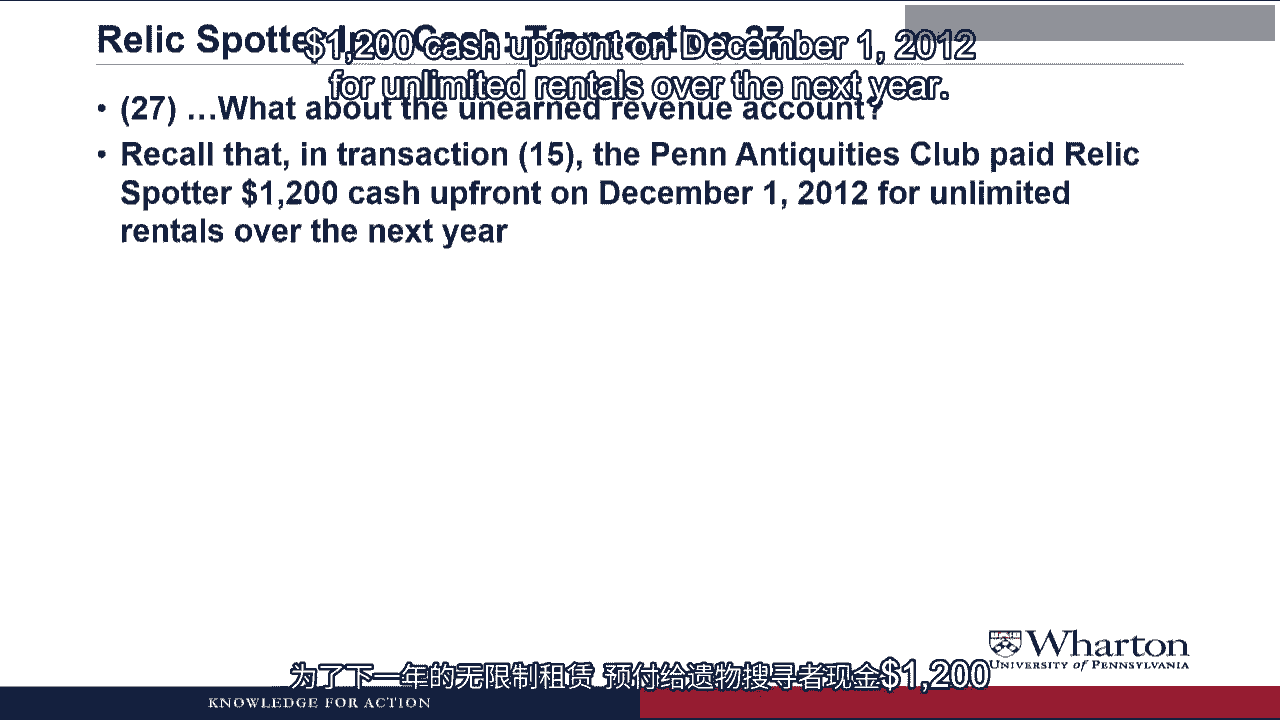 Relic Spotter Inc. Case: Transaction 27
$1,200 cash upfront on December 1, 2012
for unlimited rentals over the next year.
• (27) …What about the unearned revenue account?
• Recall that, in transaction (15), the Penn Antiquities Club paid Relic
Spotter $1,200 cash upfront on December 1, 2012 for unlimited
rentals over the next year
Wharton
UNIVERSITY of PENNSYLVANIA
为了下一年的无限制租赁 预付给遗物搜寻者现金$1,200
KNOWLEDGE FOR ACTION